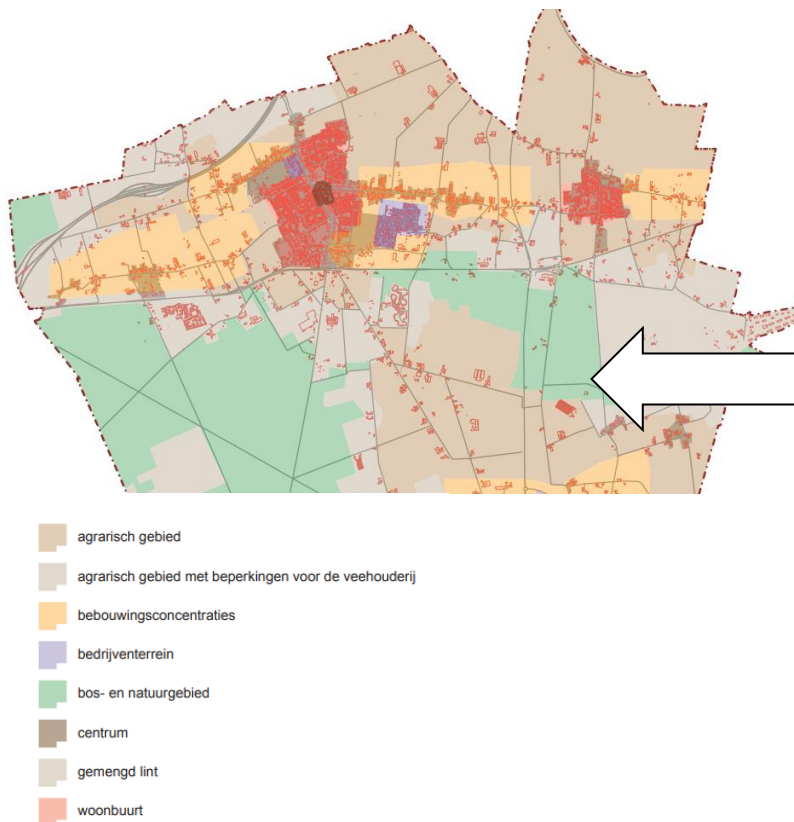 agrarisch gebied
agrarisch gebied met beperkingen voor de veehouderij
bebouwingsconcentraties
bedrijventerrein
bos- en natuurgebied
centrum
gemengd lint
woonbuurt